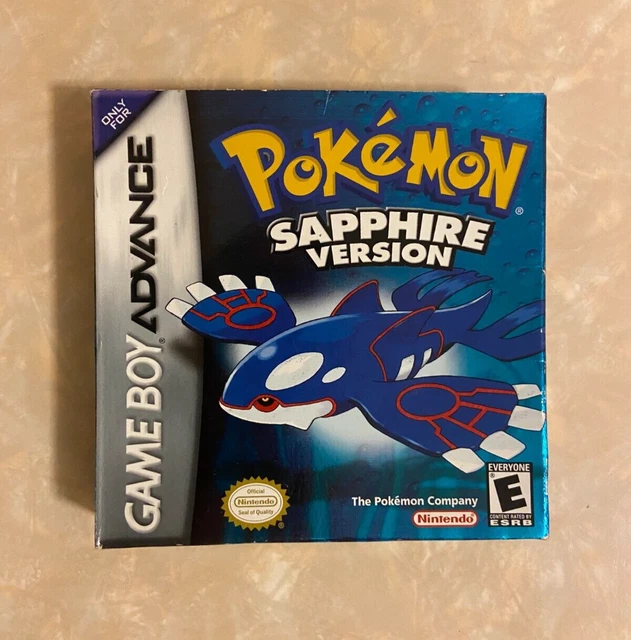 ONLY
FOR
GAME BOY ADVANCE
POKéMON®
SAPPHIRE
VERSION
Official
Nintendo
Seal of Quality
®
The Pokémon Company
Nintendo®
EVERYONE
E®
CONTENT RATED BY
ESRB